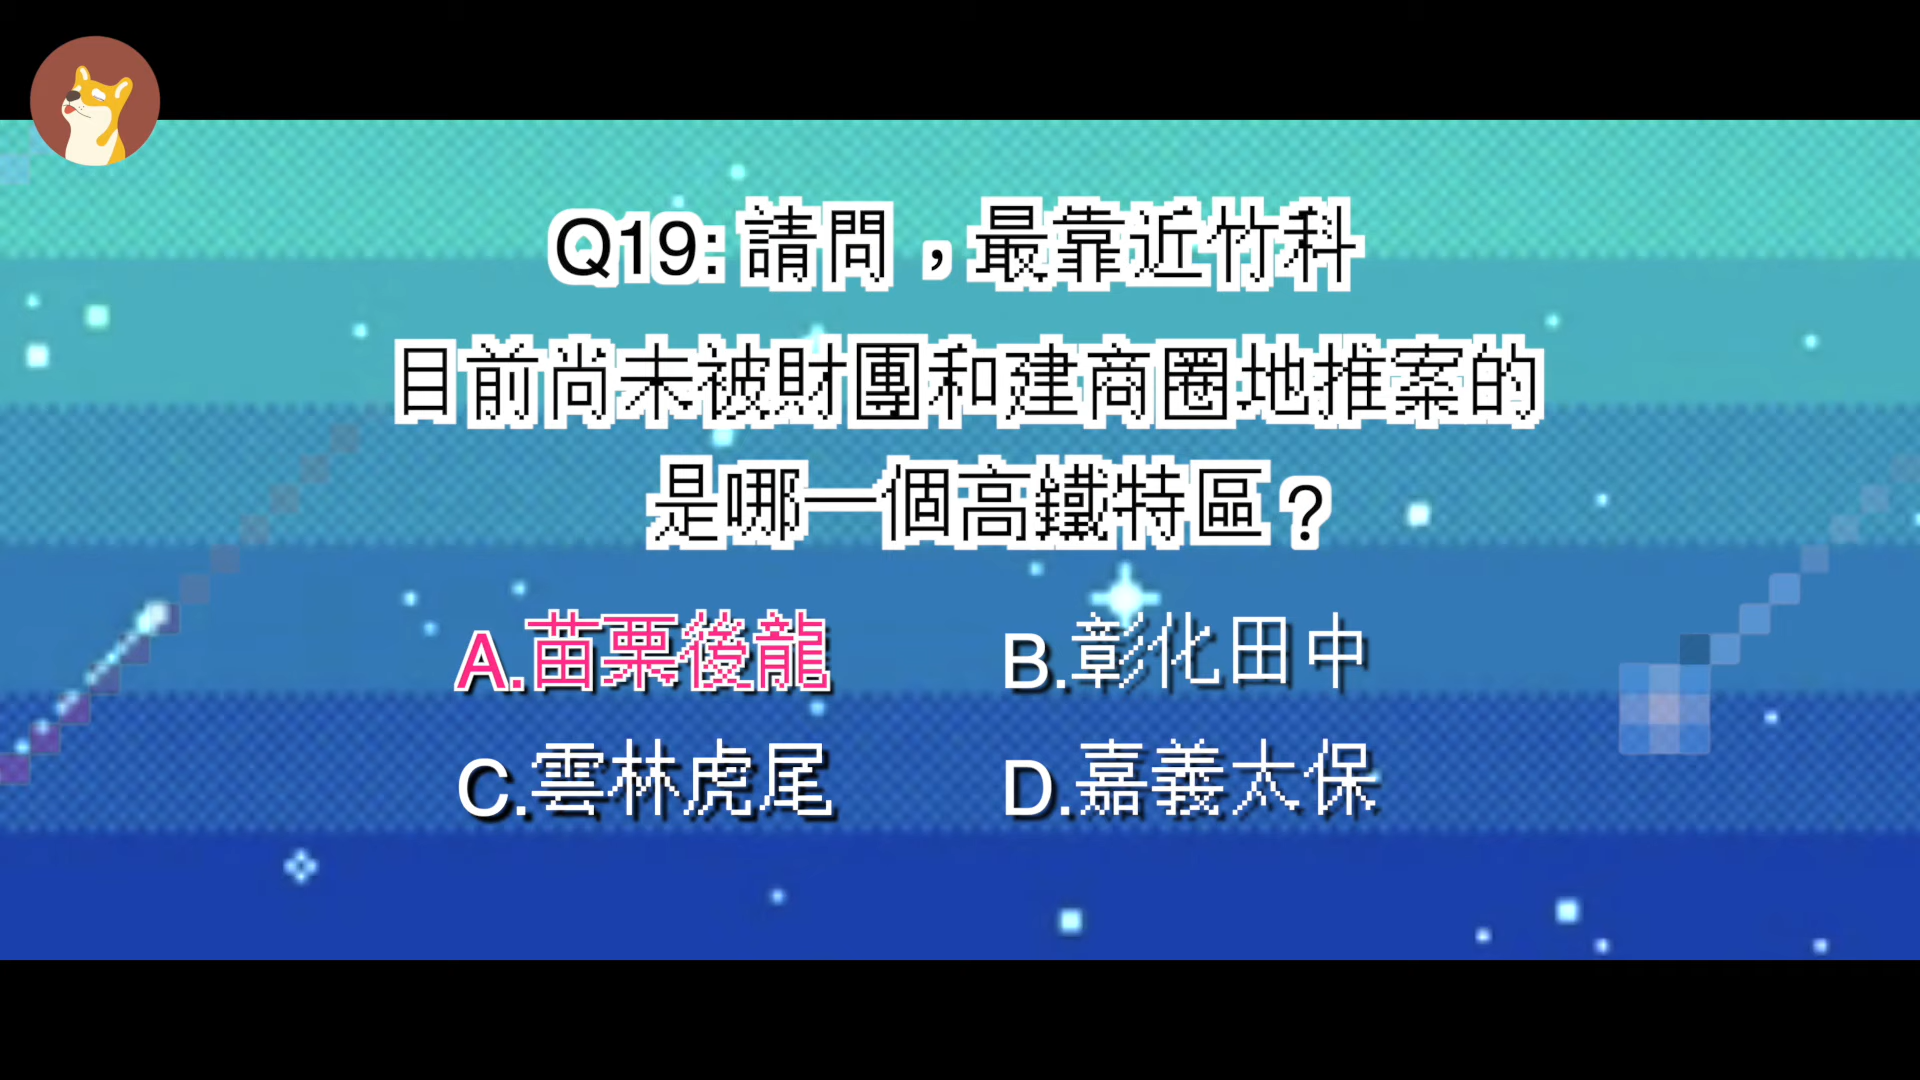 Q19: 請問，最靠近竹科
目前尚未被財團和建商圈地推案的
是哪一個高鐵特區？
A.苗栗後龍
B.彰化田中
C.雲林虎尾
D.嘉義太保